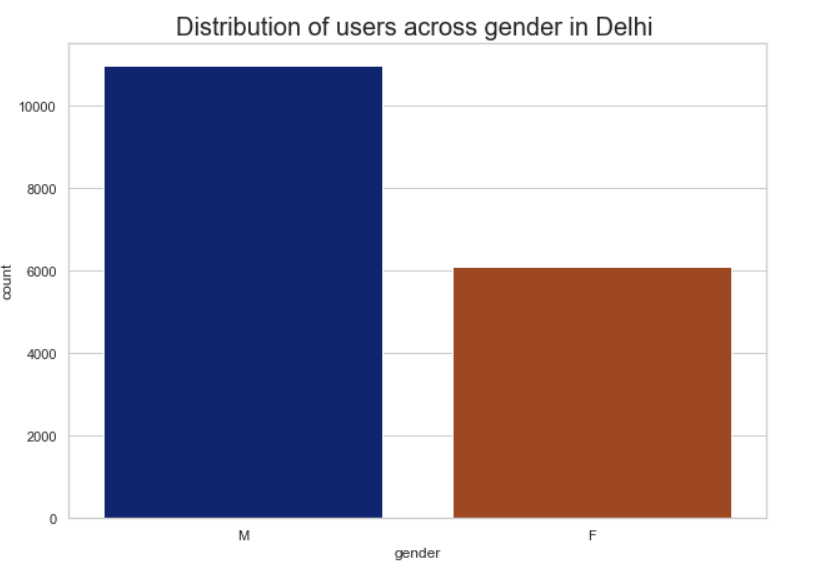 Distribution of users across gender in Delhi
10000
8000
6000
4000
2000
0
count
M
F
gender